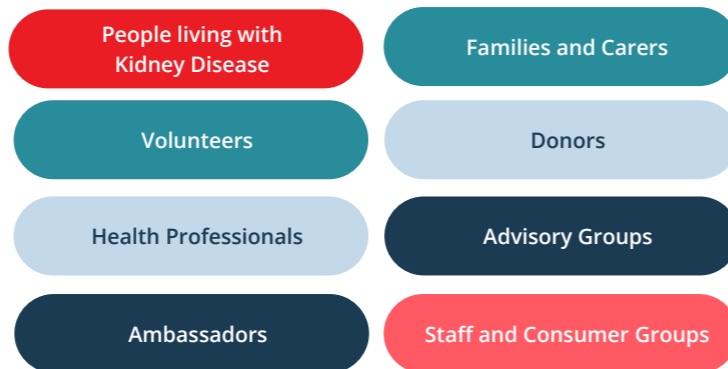 People living with
Kidney Disease
Families and Carers
Volunteers
Donors
Health Professionals
Advisory Groups
Ambassadors
Staff and Consumer Groups